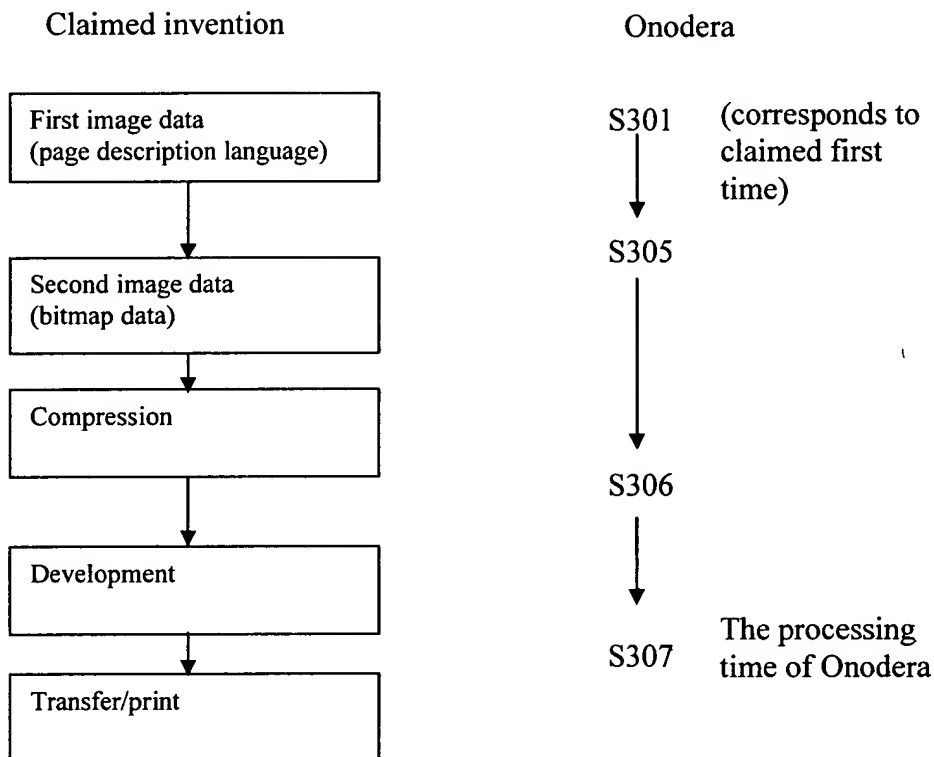 Claimed invention
Onodera
First image data
(page description language)
S301
(corresponds to
claimed first
time)
Second image data
(bitmap data)
S305
Compression
S306
Development
S307
The processing
time of Onodera
Transfer/print